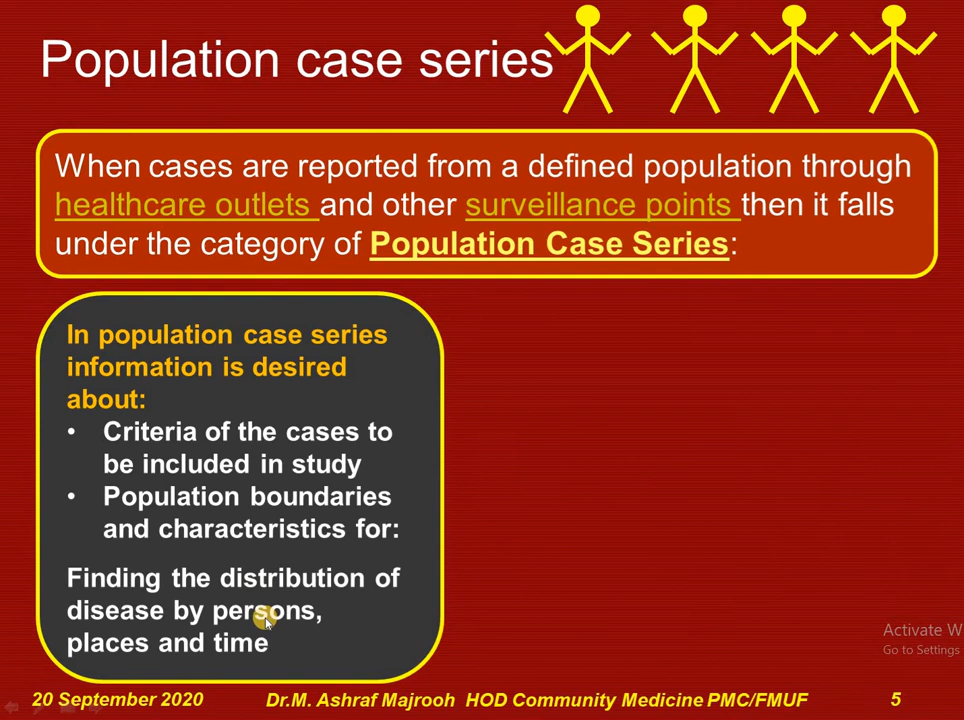 Population case series
When cases are reported from a defined population through
healthcare outlets and other surveillance points then it falls
under the category of Population Case Series:
In population case series
information is desired
about:
• Criteria of the cases to
be included in study
• Population boundaries
and characteristics for:
Finding the distribution of
disease by persons,
places and time
Activate W
Go to Settings
20 September 2020 Dr.M. Ashraf Majrooh HOD Community Medicine PMC/FMUF 5